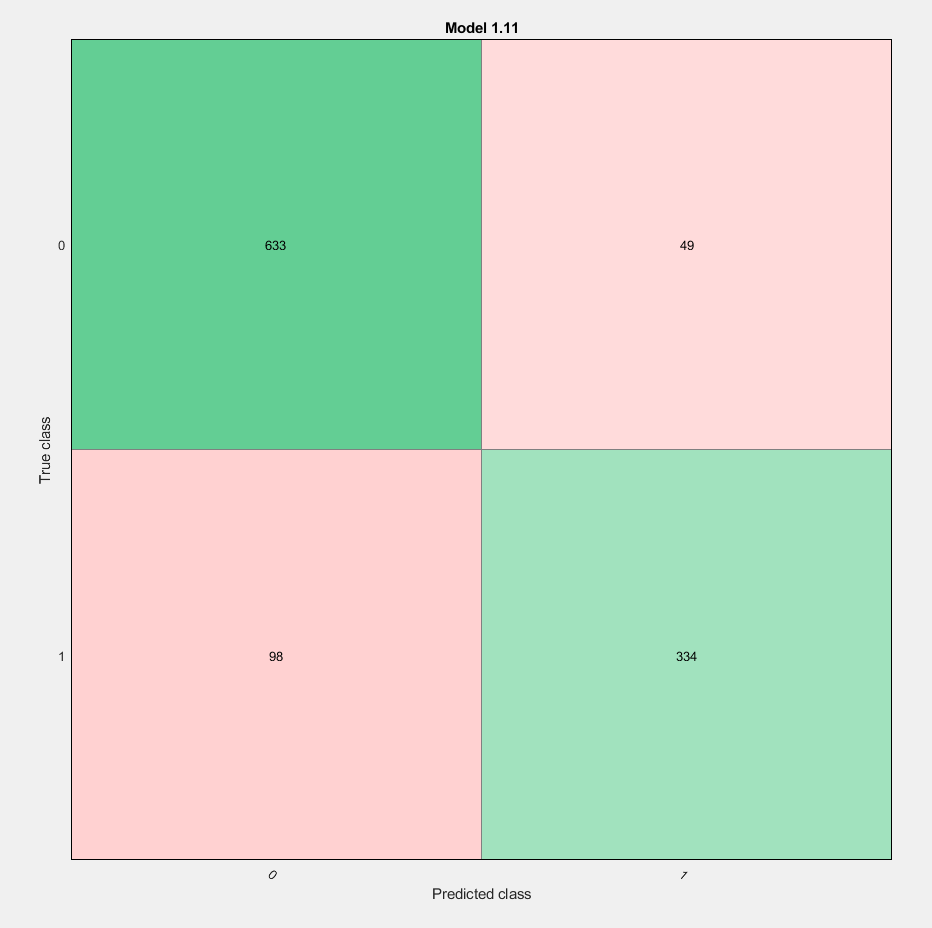 Model 1.11
0
633
49
True class
1
98
334
0
1
Predicted class